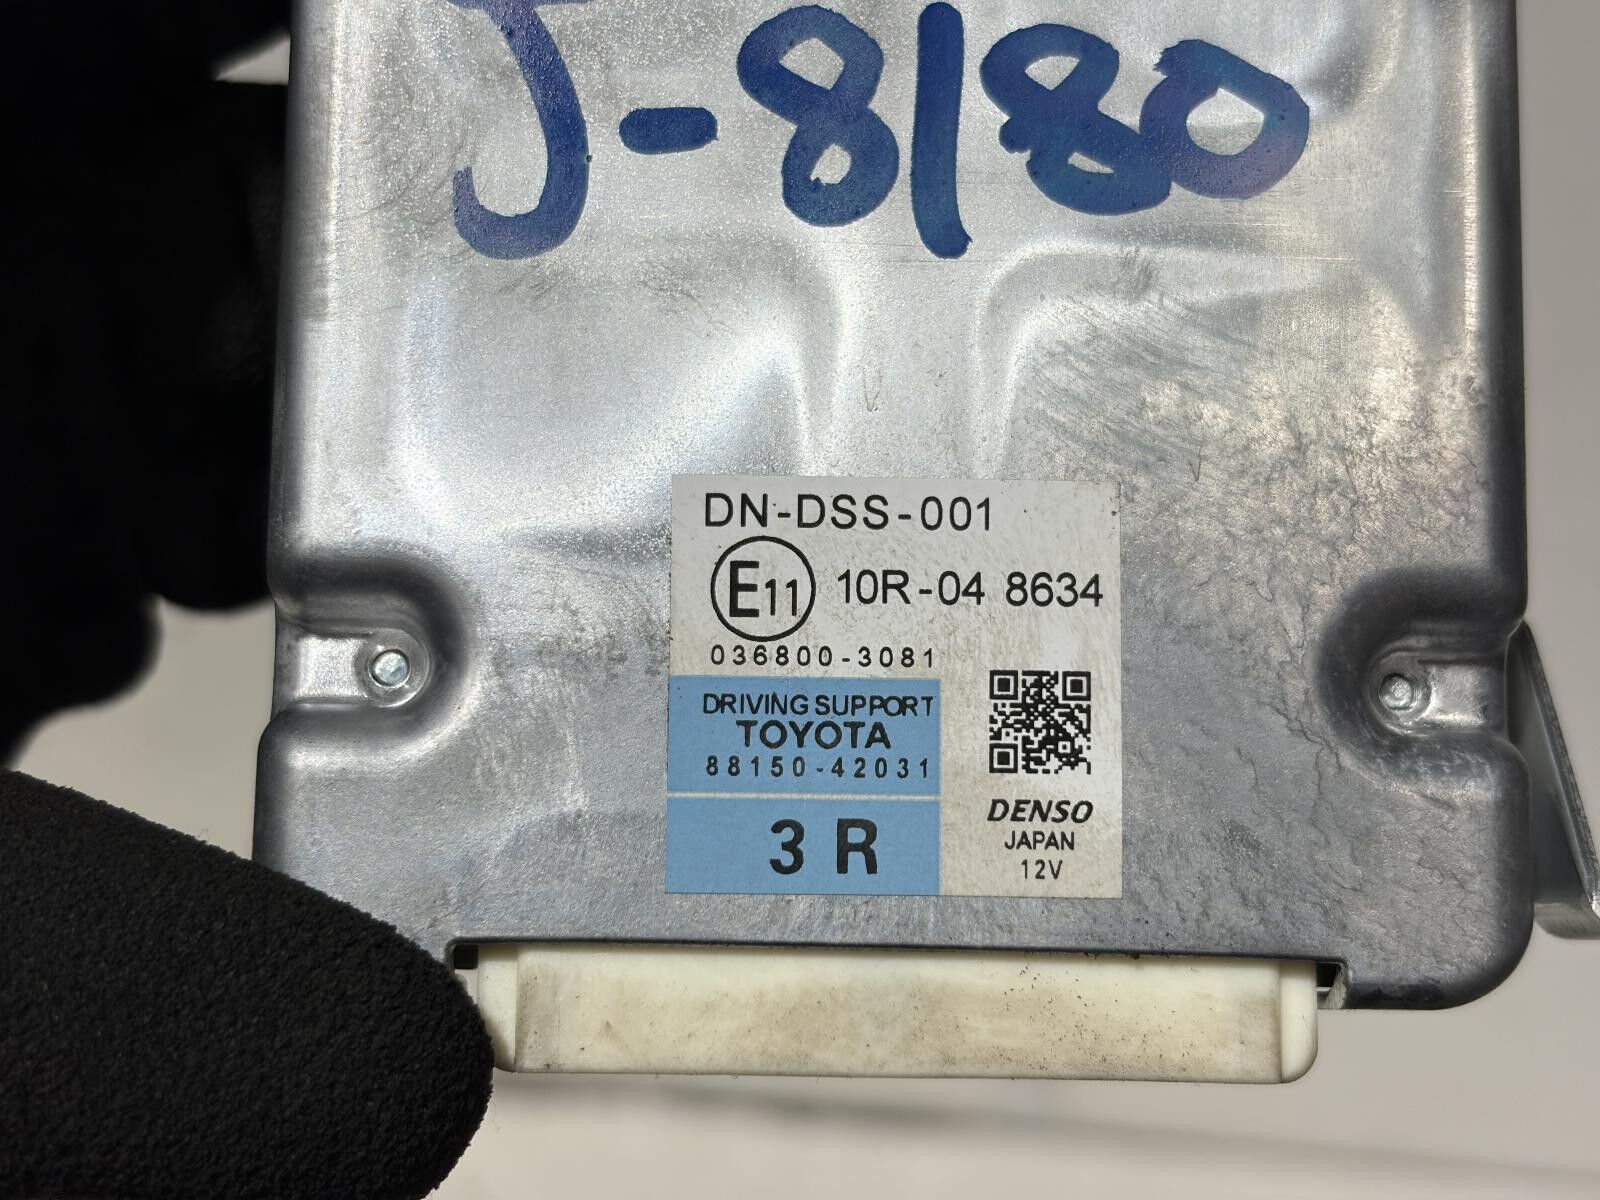 J-8180
DN-DSS-001
E11 10R-04 8634
036800-3081
DRIVING SUPPORT
TOYOTA
88150-42031
3 R
DENSO
JAPAN
12V